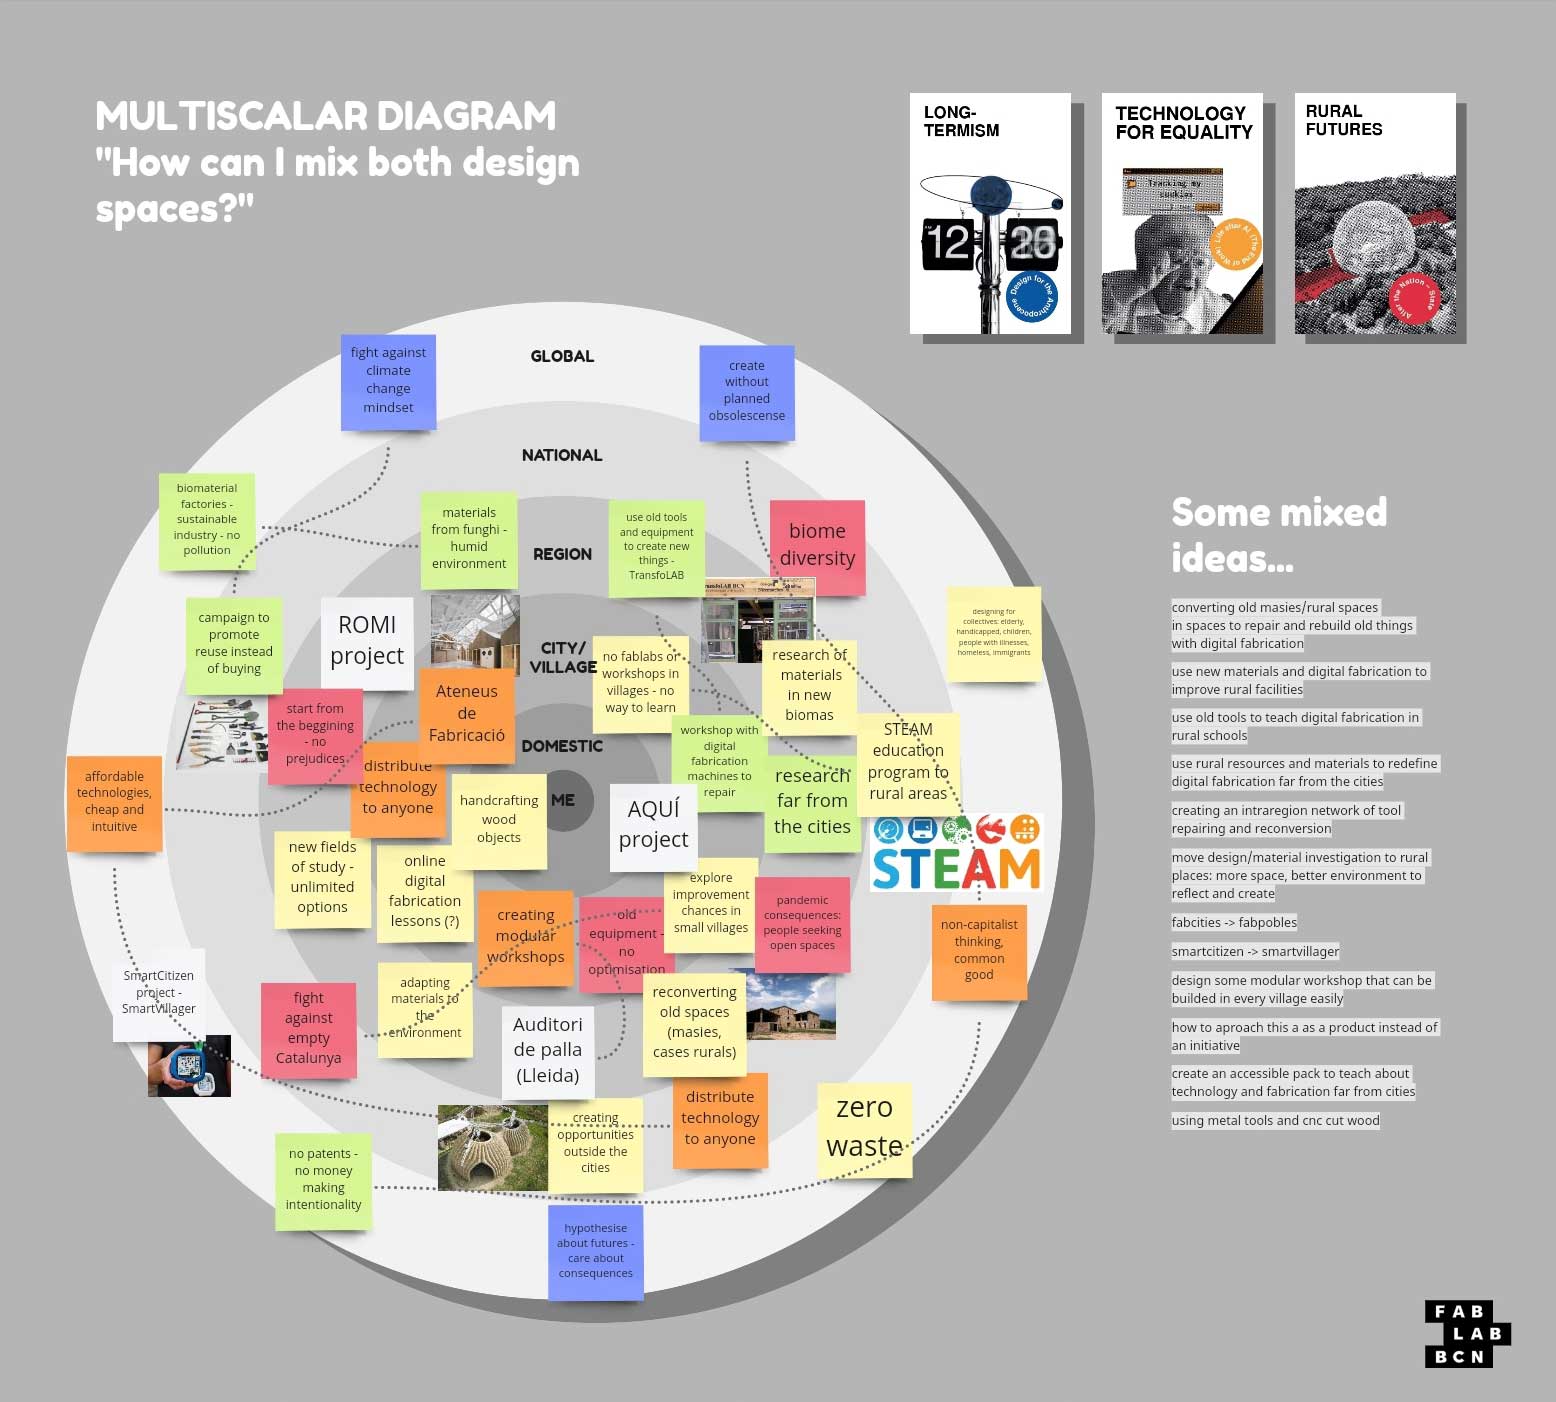 MULTISCALAR DIAGRAM
"How can I mix both design
spaces?"
LONG-
TERMISM
12
Design for the Anthropocene
TECHNOLOGY
FOR EQUALITY
Tracking my
cookies
Life after AI (The End of Work)
RURAL
FUTURES
After the Nation - State
GLOBAL
NATIONAL
REGION
CITY/
VILLAGE
DOMESTIC
ME
fight against
climate
change
mindset
create
without
planned
obsolescense
biomaterial
factories -
sustainable
industry - no
pollution
materials
from funghi -
humid
environment
use old tools
and equipment
to create new
things -
TransfoLAB
biome
diversity
TransfoLAB BCN
campaign to
promote
reuse instead
of buying
ROMI
project
no fablabs or
workshops in
villages - no
way to learn
research of
materials
in new
biomas
designing for
collectives: elderly,
handicapped, children,
people with illnesses,
homeless, immigrants
start from
the beggining
- no
prejudices
Ateneus
de
Fabricació
workshop with
digital
fabrication
machines to
repair
STEAM
education
program to
rural areas
affordable
technologies,
cheap and
intuitive
distribute
technology
to anyone
handcrafting
wood
objects
AQUÍ
project
research
far from
the cities
STEAM
new fields
of study -
unlimited
options
online
digital
fabrication
lessons (?)
creating
modular
workshops
old
equipment -
no
optimisation
explore
improvement
chances in
small villages
pandemic
consequences:
people seeking
open spaces
non-capitalist
thinking,
common
good
SmartCitizen
project -
SmartVillager
fight
against
empty
Catalunya
adapting
materials to
the
environment
Auditori
de palla
(Lleida)
reconverting
old spaces
(masies,
cases rurals)
creating
opportunities
outside the
cities
distribute
technology
to anyone
zero
waste
no patents -
no money
making
intentionality
hypothesise
about futures -
care about
consequences
Some mixed
ideas...
converting old masies/rural spaces
in spaces to repair and rebuild old things
with digital fabrication
use new materials and digital fabrication to
improve rural facilities
use old tools to teach digital fabrication in
rural schools
use rural resources and materials to redefine
digital fabrication far from the cities
creating an intraregion network of tool
repairing and reconversion
move design/material investigation to rural
places: more space, better environment to
reflect and create
fabcities -> fabpobles
smartcitizen -> smartvillager
design some modular workshop that can be
builded in every village easily
how to aproach this a as a product instead of
an initiative
create an accessible pack to teach about
technology and fabrication far from cities
using metal tools and cnc cut wood
FAB
LAB
BCN